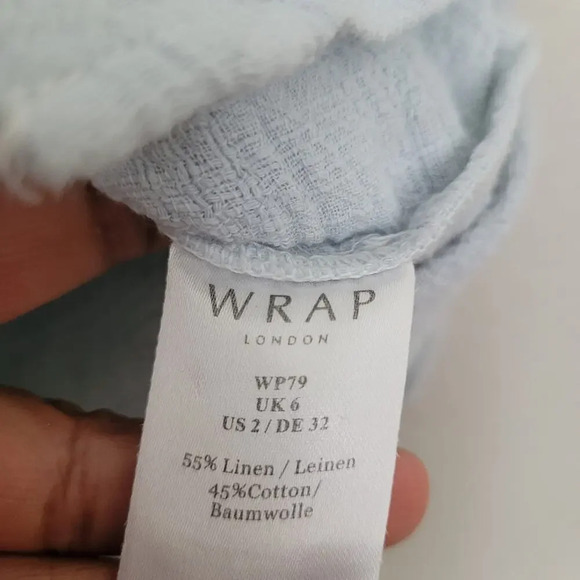 WRAP
LONDON
WP79
UK 6
US 2 / DE 32
55% Linen / Leinen
45%Cotton/
Baumwolle